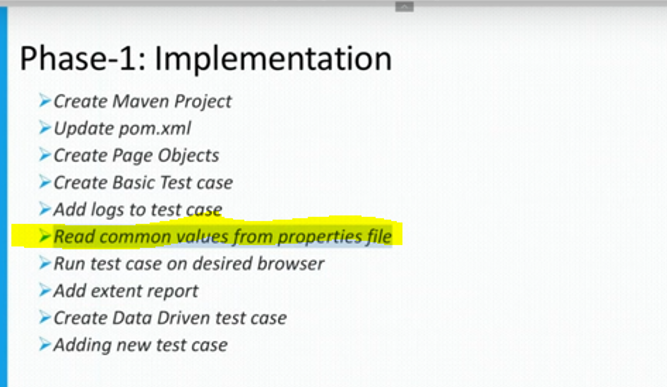 Phase-1: Implementation
➢Create Maven Project
➢Update pom.xml
➢Create Page Objects
➢Create Basic Test case
➢Add logs to test case
➢Read common values from properties file
➢Run test case on desired browser
➢Add extent report
➢Create Data Driven test case
➢Adding new test case